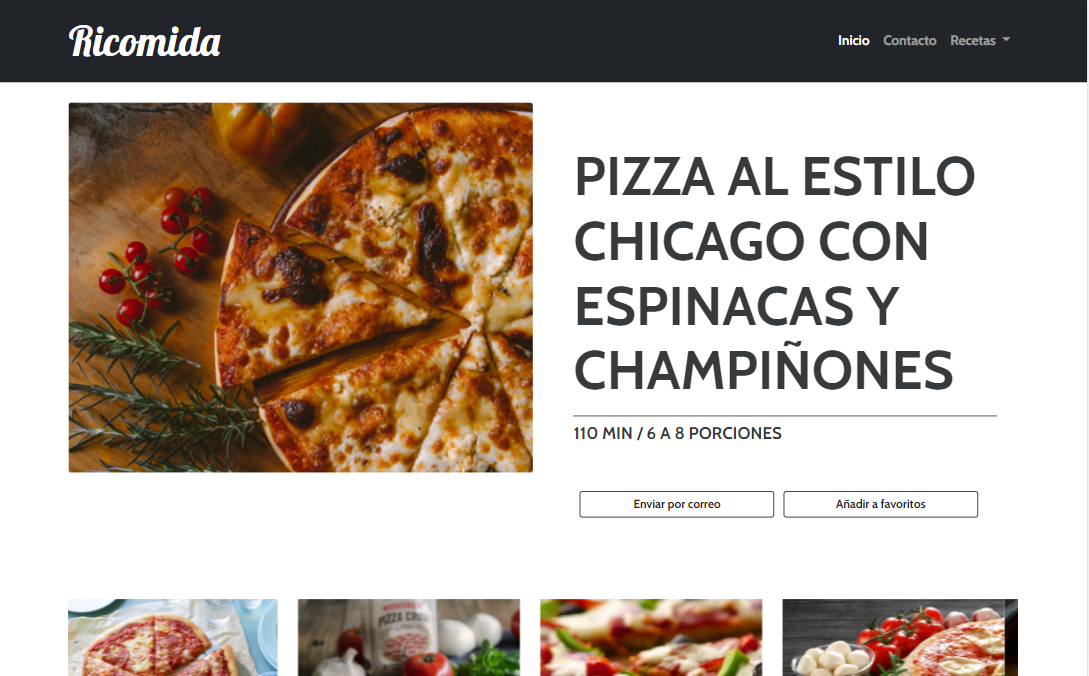 Ricomida
Inicio Contacto Recetas
PIZZA AL ESTILO
CHICAGO CON
ESPINACAS Y
CHAMPIÑONES
110 MIN / 6 A 8 PORCIONES
Enviar por correo Añadir a favoritos
PIZZA